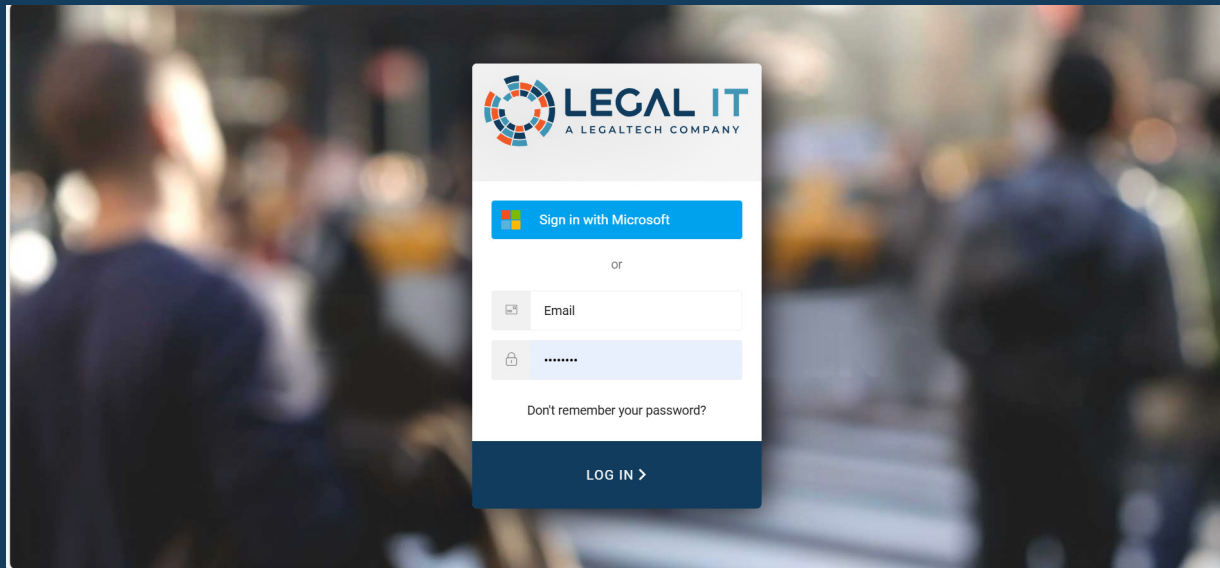 LEGAL IT
A LEGALTECH COMPANY
Sign in with Microsoft
or
Email
••••••••
Don't remember your password?
LOG IN >